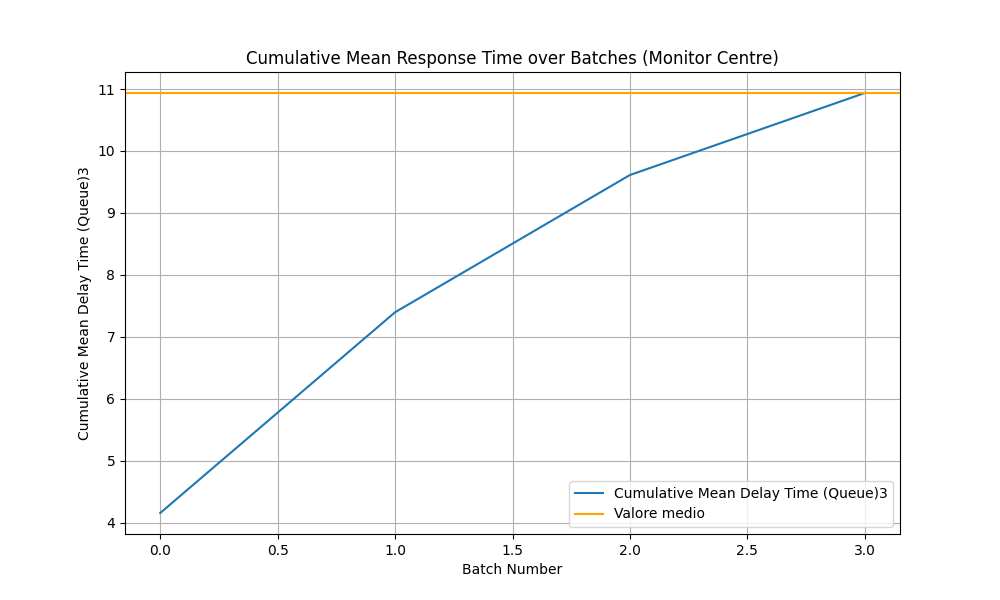 Cumulative Mean Response Time over Batches (Monitor Centre)
Cumulative Mean Delay Time (Queue)3
11
10
9
8
7
6
5
4
0.0 0.5 1.0 1.5 2.0 2.5 3.0
Batch Number
Cumulative Mean Delay Time (Queue)3
Valore medio